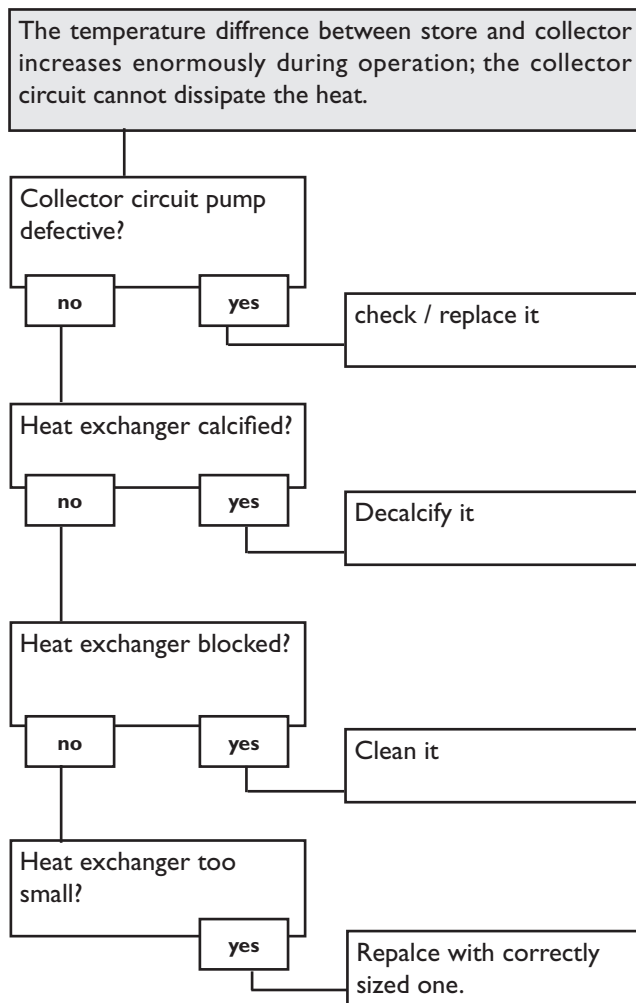 The temperature diffrence between store and collector
increases enormously during operation; the collector
circuit cannot dissipate the heat.
Collector circuit pump
defective?
no
yes
check / replace it
Heat exchanger calcified?
no
yes
Decalcify it
Heat exchanger blocked?
no
yes
Clean it
Heat exchanger too
small?
yes
Repalce with correctly
sized one.